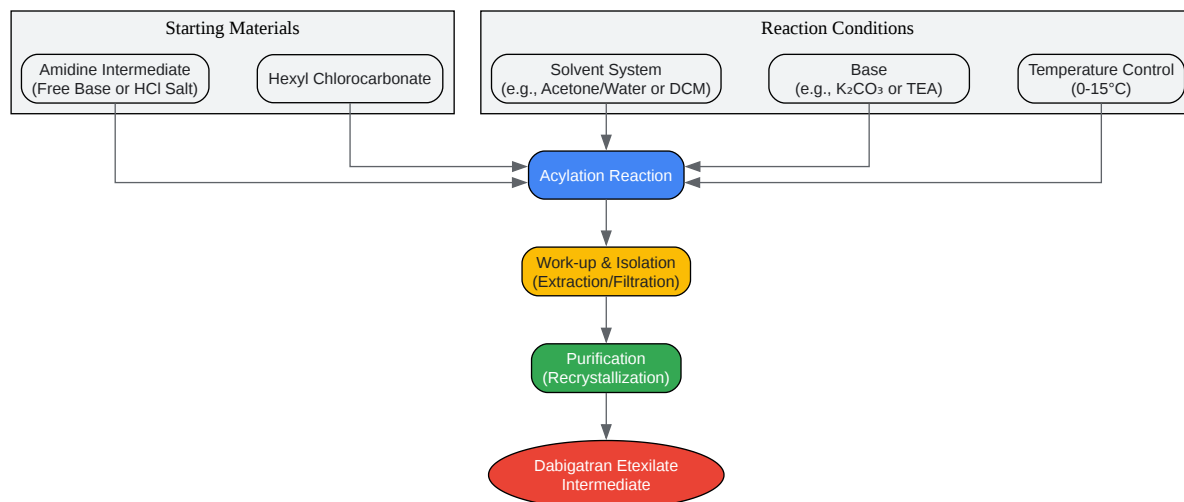 Starting Materials
Reaction Conditions
Amidine Intermediate
(Free Base or HCl Salt)
Hexyl Chlorocarbonate
Solvent System
(e.g., Acetone/Water or DCM)
Base
(e.g., K₂CO₃ or TEA)
Temperature Control
(0-15°C)
Acylation Reaction
Work-up & Isolation
(Extraction/Filtration)
Purification
(Recrystallization)
Dabigatran Etexilate
Intermediate